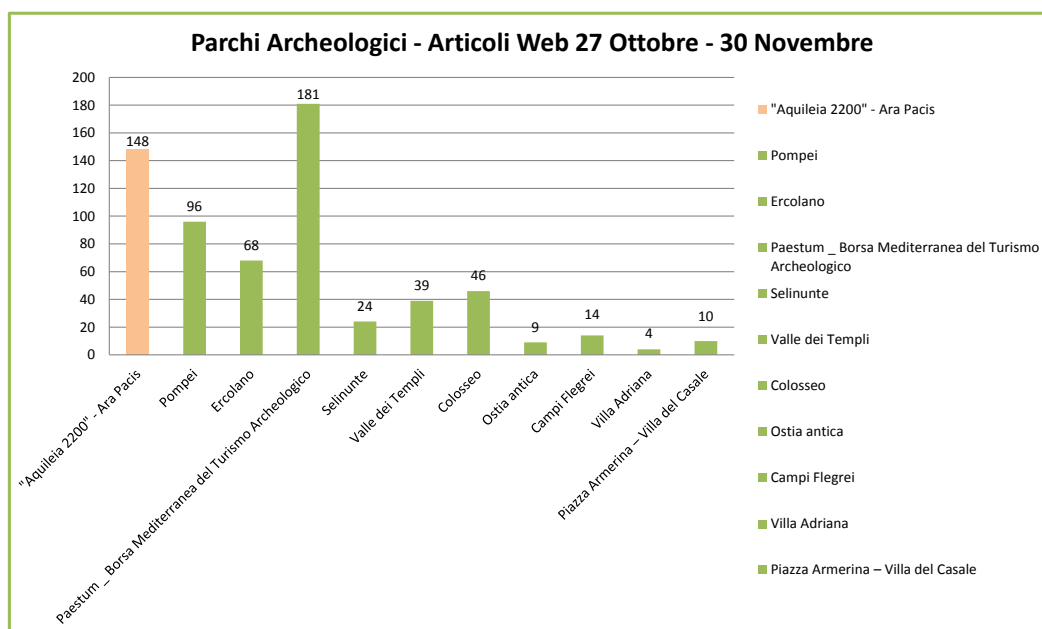 Parchi Archeologici - Articoli Web 27 Ottobre - 30 Novembre
200
180
160
140
120
100
80
60
40
20
0
148
96
68
181
24
39
46
9
14
4
10
"Aquileia 2200" - Ara Pacis
Pompei
Ercolano
Paestum _ Borsa Mediterranea del Turismo Archeologico
Selinunte
Valle dei Templi
Colosseo
Ostia antica
Campi Flegrei
Villa Adriana
Piazza Armerina – Villa del Casale
"Aquileia 2200" - Ara Pacis
Pompei
Ercolano
Paestum _ Borsa Mediterranea del Turismo
Archeologico
Selinunte
Valle dei Templi
Colosseo
Ostia antica
Campi Flegrei
Villa Adriana
Piazza Armerina – Villa del Casale